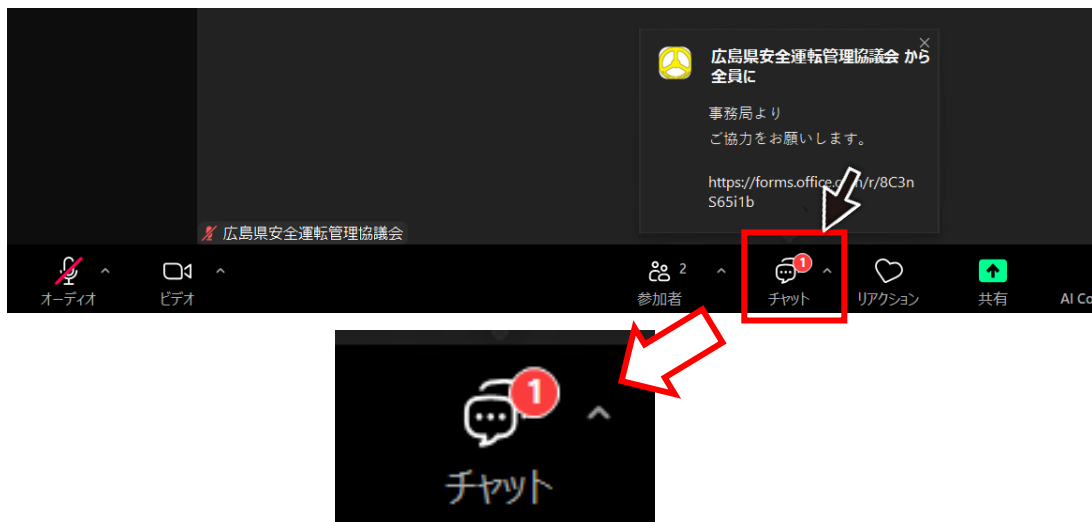 広島県安全運転管理協議会 から
全員に
事務局より
ご協力をお願いします。
https://forms.office.c m/r/8C3n
S65i1b
広島県安全運転管理協議会
オーディオ
ビデオ
2
参加者
1
チャット
リアクション
共有
AI Co
1
チャット